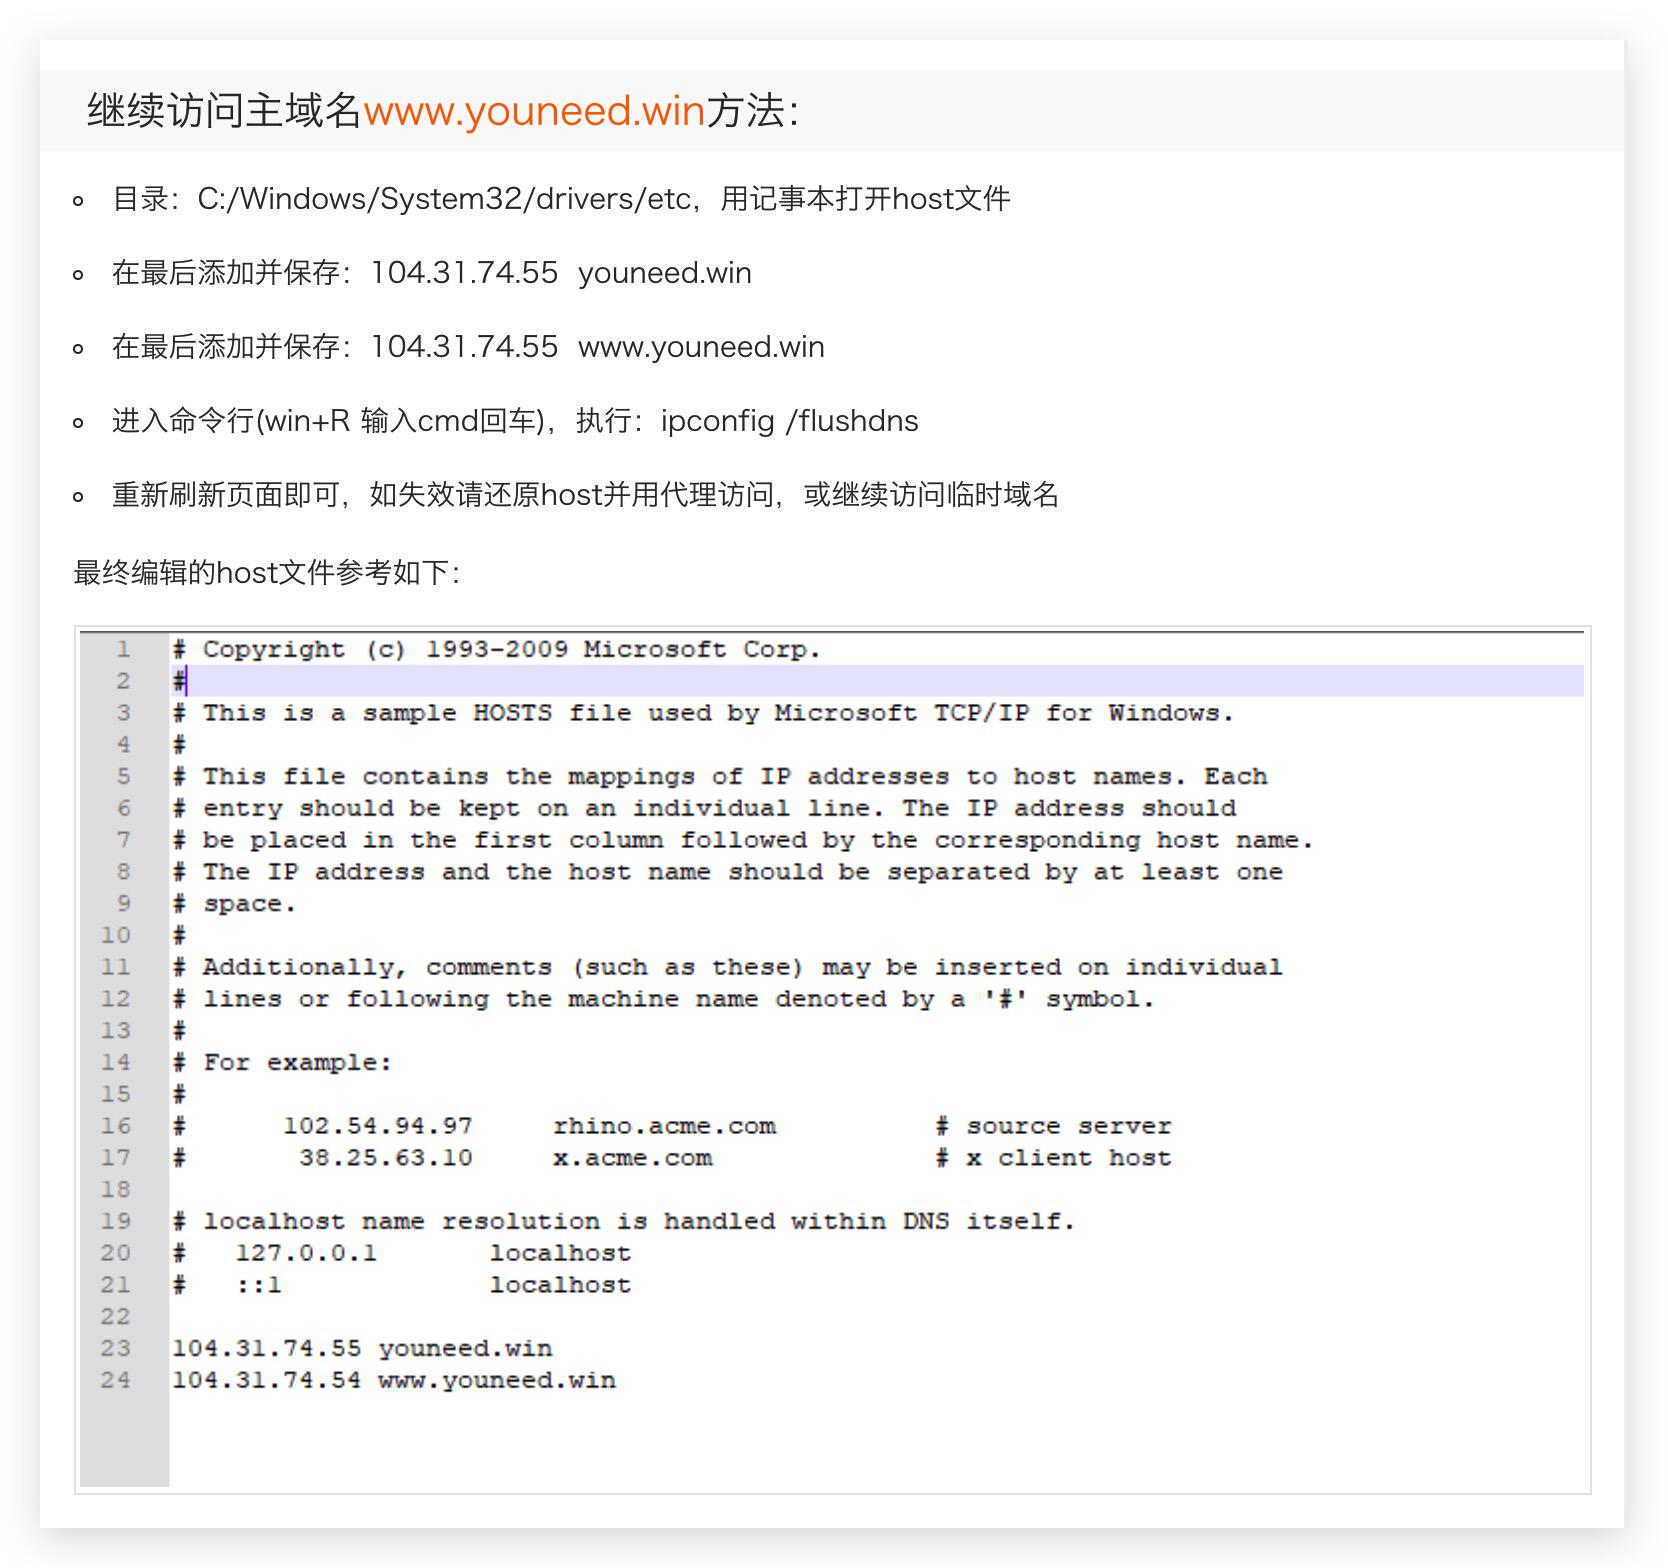 继续访问主域名www.youneed.win方法：
目录：C:/Windows/System32/drivers/etc，用记事本打开host文件
在最后添加并保存：104.31.74.55  youneed.win
在最后添加并保存：104.31.74.55  www.youneed.win
进入命令行(win+R 输入cmd回车)，执行：ipconfig /flushdns
重新刷新页面即可，如失效请还原host并用代理访问，或继续访问临时域名
最终编辑的host文件参考如下：
1 # Copyright (c) 1993-2009 Microsoft Corp.
2 #
3 # This is a sample HOSTS file used by Microsoft TCP/IP for Windows.
4 #
5 # This file contains the mappings of IP addresses to host names. Each
6 # entry should be kept on an individual line. The IP address should
7 # be placed in the first column followed by the corresponding host name.
8 # The IP address and the host name should be separated by at least one
9 # space.
10 #
11 # Additionally, comments (such as these) may be inserted on individual
12 # lines or following the machine name denoted by a '#' symbol.
13 #
14 # For example:
15 #
16 #      102.54.94.97     rhino.acme.com          # source server
17 #       38.25.63.10     x.acme.com              # x client host
18
19 # localhost name resolution is handled within DNS itself.
20 #   127.0.0.1       localhost
21 #   ::1             localhost
22
23 104.31.74.55 youneed.win
24 104.31.74.54 www.youneed.win